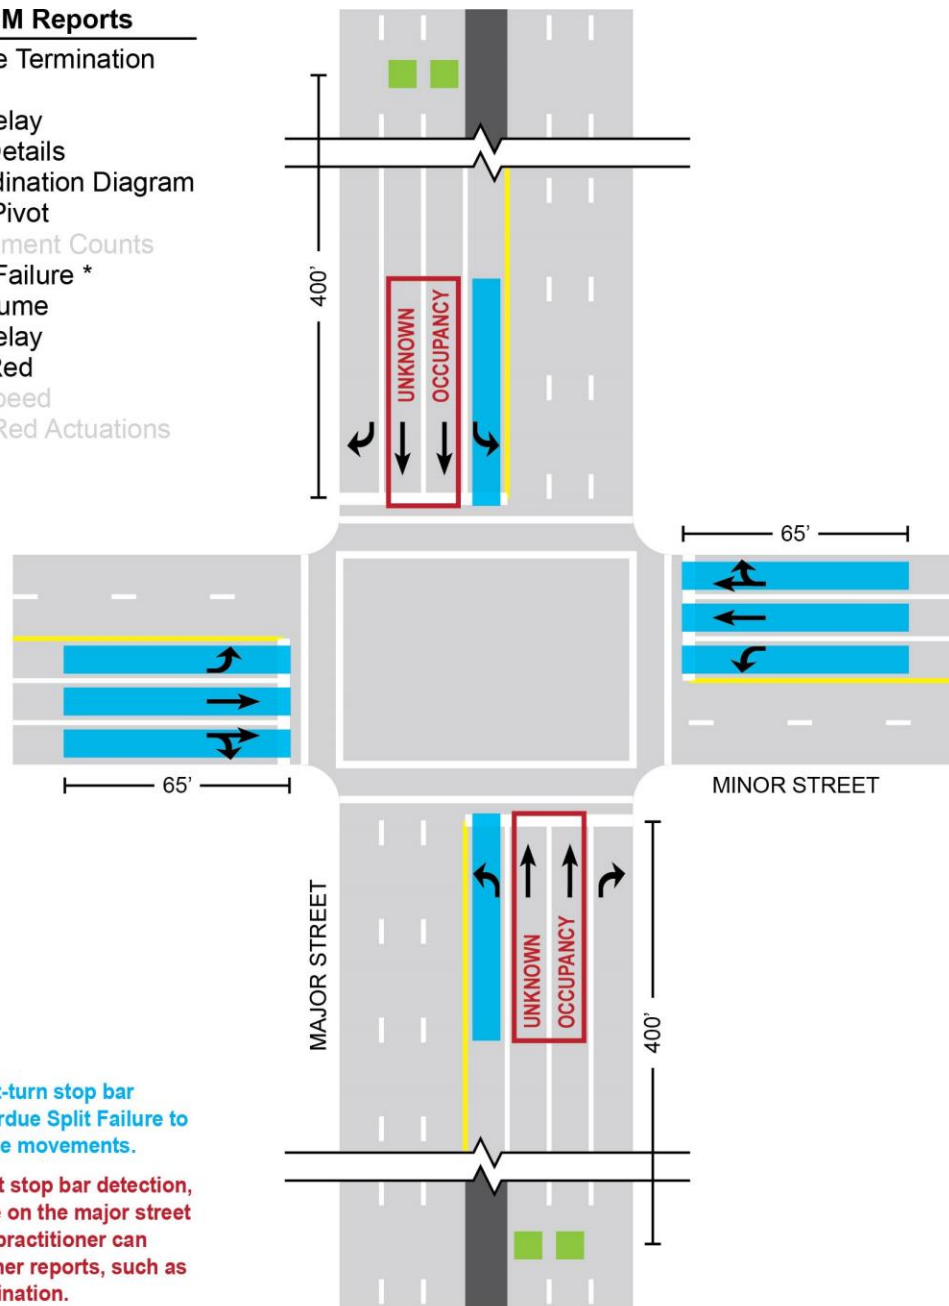 M Reports
e Termination
elay
Details
dination Diagram
Pivot
ment Counts
Failure *
ume
elay
Red
peed
Red Actuations
400'
UNKNOWN
OCCUPANCY
65'
65'
MINOR STREET
MAJOR STREET
UNKNOWN
OCCUPANCY
400'
t-turn stop bar
rdue Split Failure to
e movements.
t stop bar detection,
e on the major street
practitioner can
her reports, such as
ination.